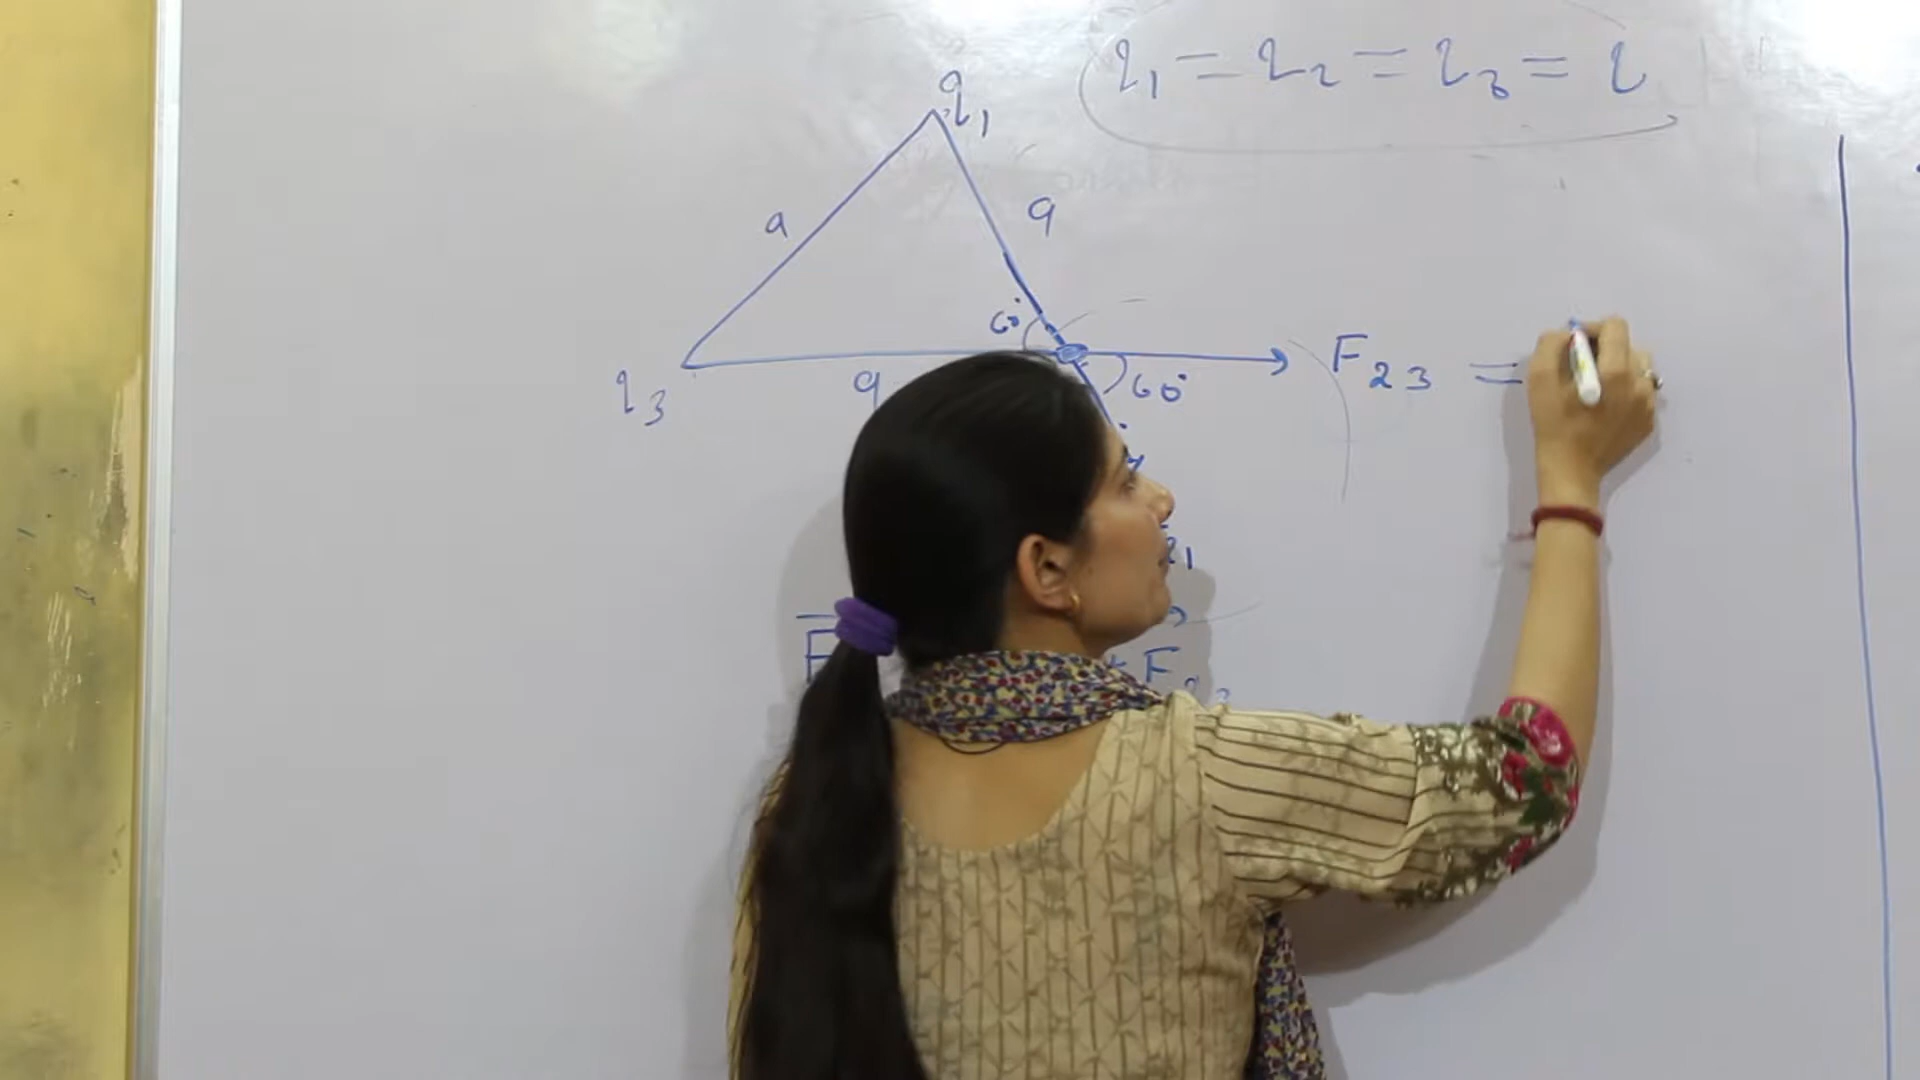 q1 = q2 = q3 = q
q1
a
a
60°
F23 =
q3
a
60°
F + F